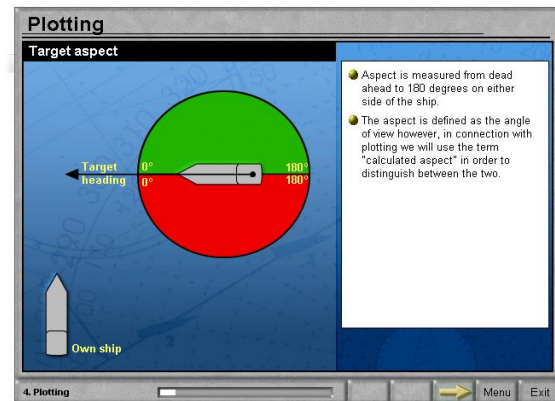 Plotting
Target aspect
Aspect is measured from dead
ahead to 180 degrees on either
side of the ship.
The aspect is defined as the angle
of view however, in connection with
plotting we will use the term
"calculated aspect" in order to
distinguish between the two.
Target
heading
0°
180°
0°
180°
Own ship
2
4. Plotting
Menu
Exit